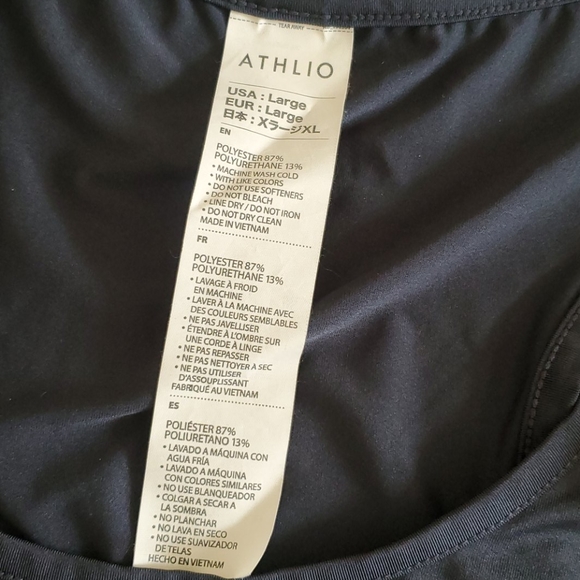 TEAR AWAY
ATHLIO
USA : Large
EUR : Large
日本 : XラージXL
EN
POLYESTER 87%
POLYURETHANE 13%
• MACHINE WASH COLD
• WITH LIKE COLORS
• DO NOT USE SOFTENERS
• DO NOT BLEACH
• LINE DRY / DO NOT IRON
• DO NOT DRY CLEAN
MADE IN VIETNAM
FR
POLYESTER 87%
POLYURETHANE 13%
• LAVAGE À FROID
EN MACHINE
• LAVER À LA MACHINE AVEC
DES COULEURS SEMBLABLES
• NE PAS JAVELLISER
• ÉTENDRE À L'OMBRE SUR
UNE CORDE À LINGE
• NE PAS REPASSER
• NE PAS NETTOYER À SEC
• NE PAS UTILISER
D'ASSOUPLISSANT
FABRIQUÉ AU VIETNAM
ES
POLIÉSTER 87%
POLIURETANO 13%
• LAVADO A MÁQUINA CON
AGUA FRÍA
• LAVADO A MÁQUINA
CON COLORES SIMILARES
• NO USE BLANQUEADOR
• COLGAR A SECAR A
LA SOMBRA
• NO PLANCHAR
• NO LAVA EN SECO
• NO USE SUAVIZADOR
DE TELAS
HECHO EN VIETNAM